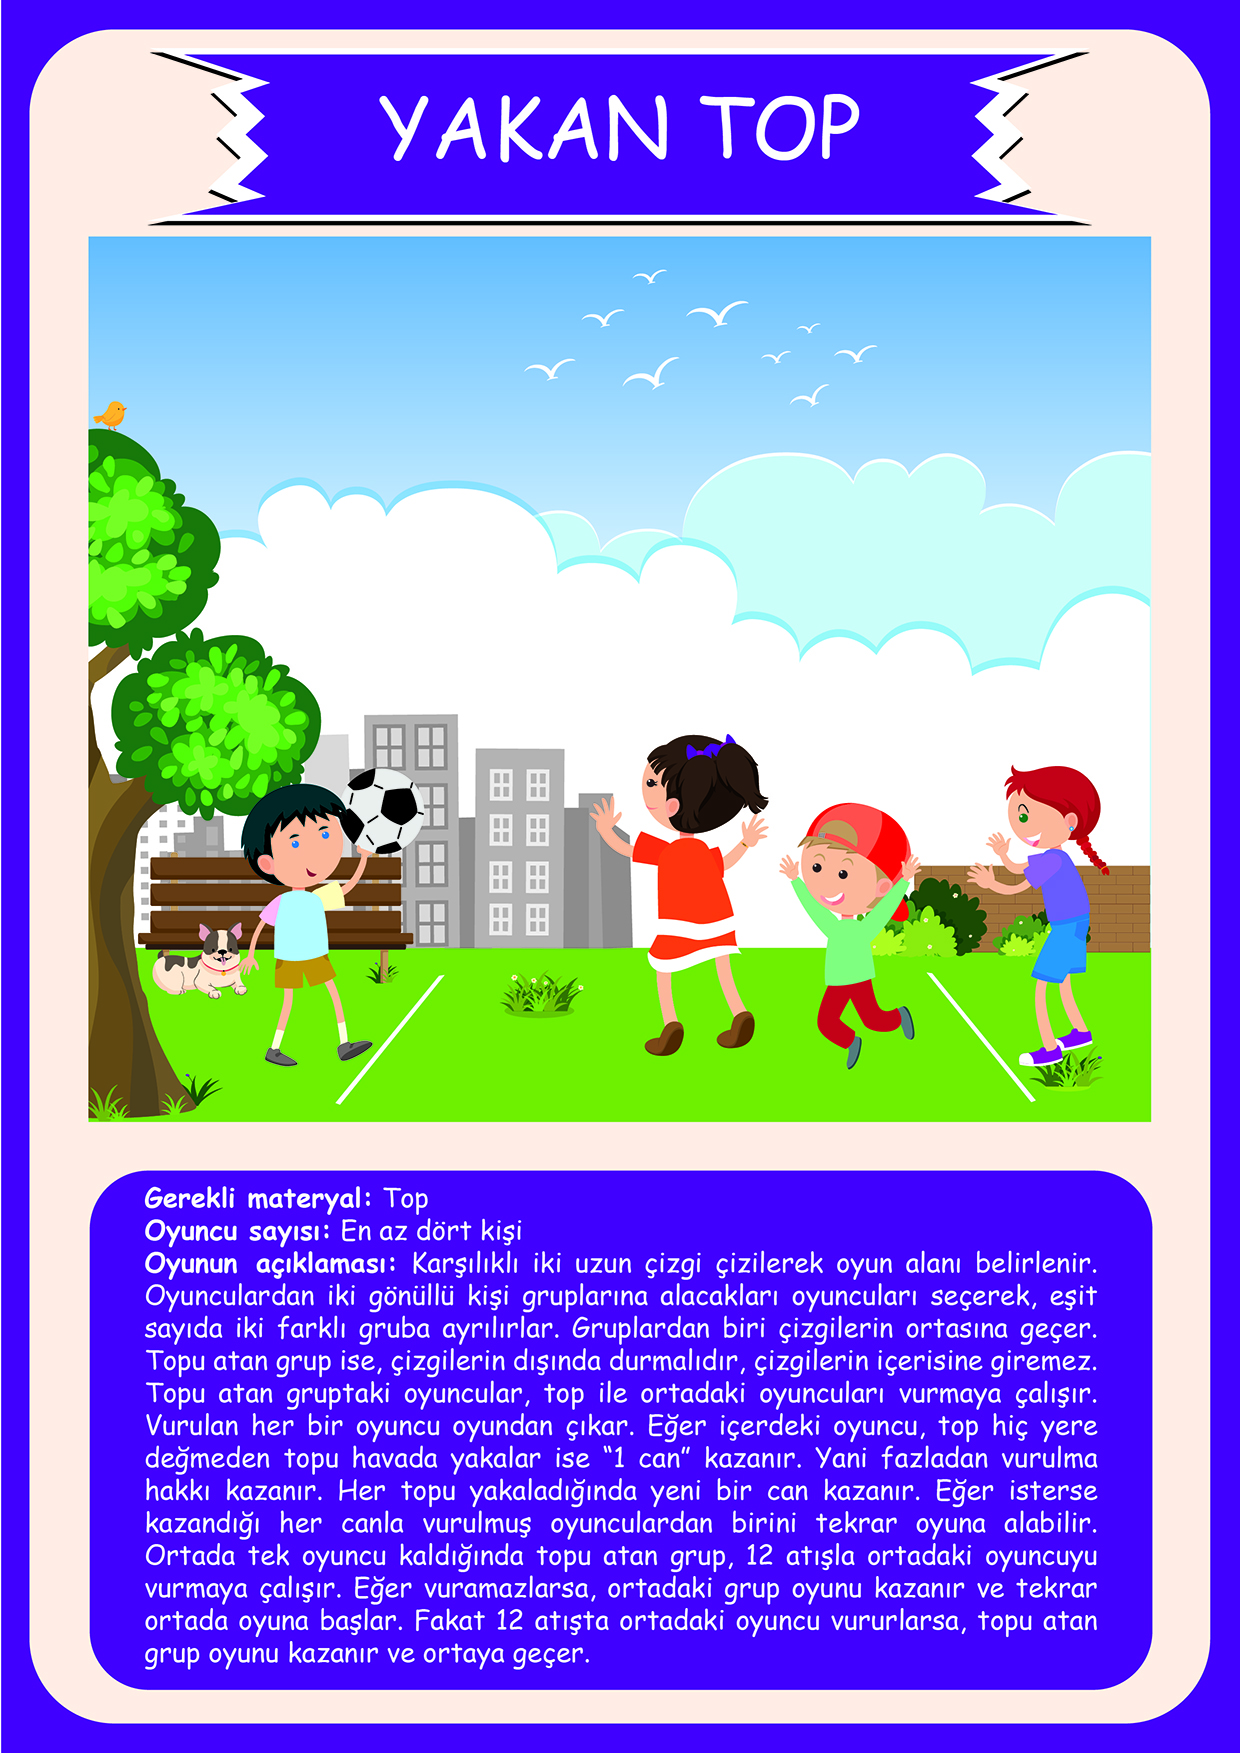 YAKAN TOP
Gerekli materyal: Top
Oyuncu sayısı: En az dört kişi
Oyunun açıklaması: Karşılıklı iki uzun çizgi çizilerek oyun alanı belirlenir.
Oyunculardan iki gönüllü kişi gruplarına alacakları oyuncuları seçerek, eşit
sayıda iki farklı gruba ayrılırlar. Gruplardan biri çizgilerin ortasına geçer.
Topu atan grup ise, çizgilerin dışında durmalıdır, çizgilerin içerisine giremez.
Topu atan gruptaki oyuncular, top ile ortadaki oyuncuları vurmaya çalışır.
Vurulan her bir oyuncu oyundan çıkar. Eğer içerdeki oyuncu, top hiç yere
değmeden topu havada yakalar ise “1 can” kazanır. Yani fazladan vurulma
hakkı kazanır. Her topu yakaladığında yeni bir can kazanır. Eğer isterse
kazandığı her canla vurulmuş oyunculardan birini tekrar oyuna alabilir.
Ortada tek oyuncu kaldığında topu atan grup, 12 atışla ortadaki oyuncuyu
vurmaya çalışır. Eğer vuramazlarsa, ortadaki grup oyunu kazanır ve tekrar
ortada oyuna başlar. Fakat 12 atışta ortadaki oyuncu vururlarsa, topu atan
grup oyunu kazanır ve ortaya geçer.